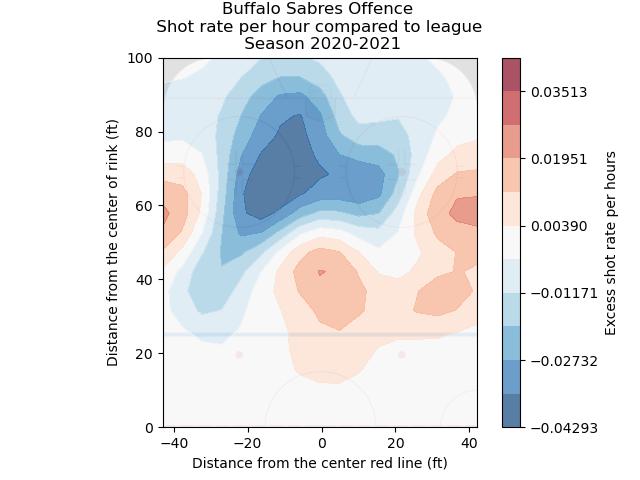 Buffalo Sabres Offence
Shot rate per hour compared to league
Season 2020-2021
100
80
60
40
20
0
−40
−20
0
20
40
Distance from the center of rink (ft)
Distance from the center red line (ft)
0.03513
0.01951
0.00390
−0.01171
−0.02732
−0.04293
Excess shot rate per hours